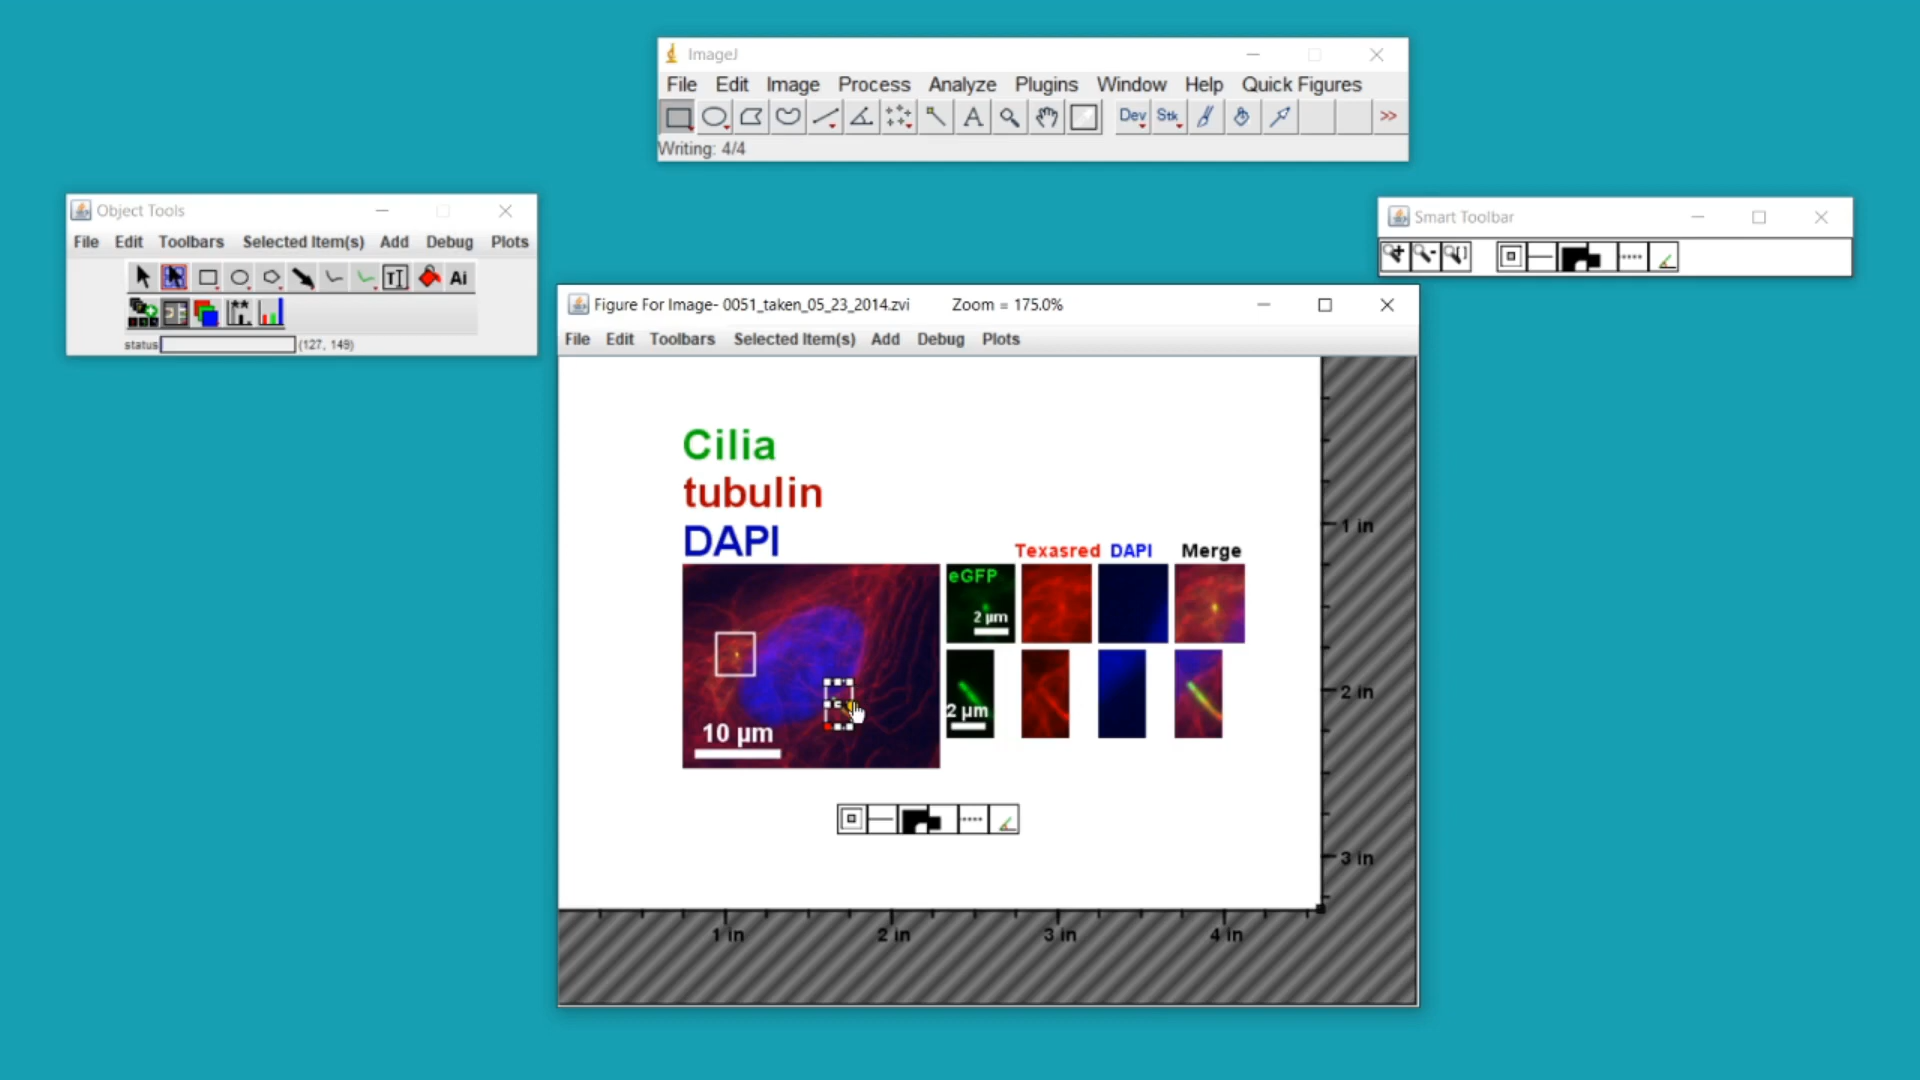 ImageJ
File Edit Image Process Analyze Plugins Window Help Quick Figures
Dev Stk >>
Writing: 4/4
Object Tools
File Edit Toolbars Selected Item(s) Add Debug Plots
TI Ai
status (127, 149)
Smart Toolbar
Figure For Image- 0051_taken_05_23_2014.zvi Zoom = 175.0%
File Edit Toolbars Selected Item(s) Add Debug Plots
Cilia
tubulin
DAPI
Texasred DAPI Merge
eGFP
2 µm
2 µm
10 µm
1 in
2 in
3 in
1 in 2 in 3 in 4 in